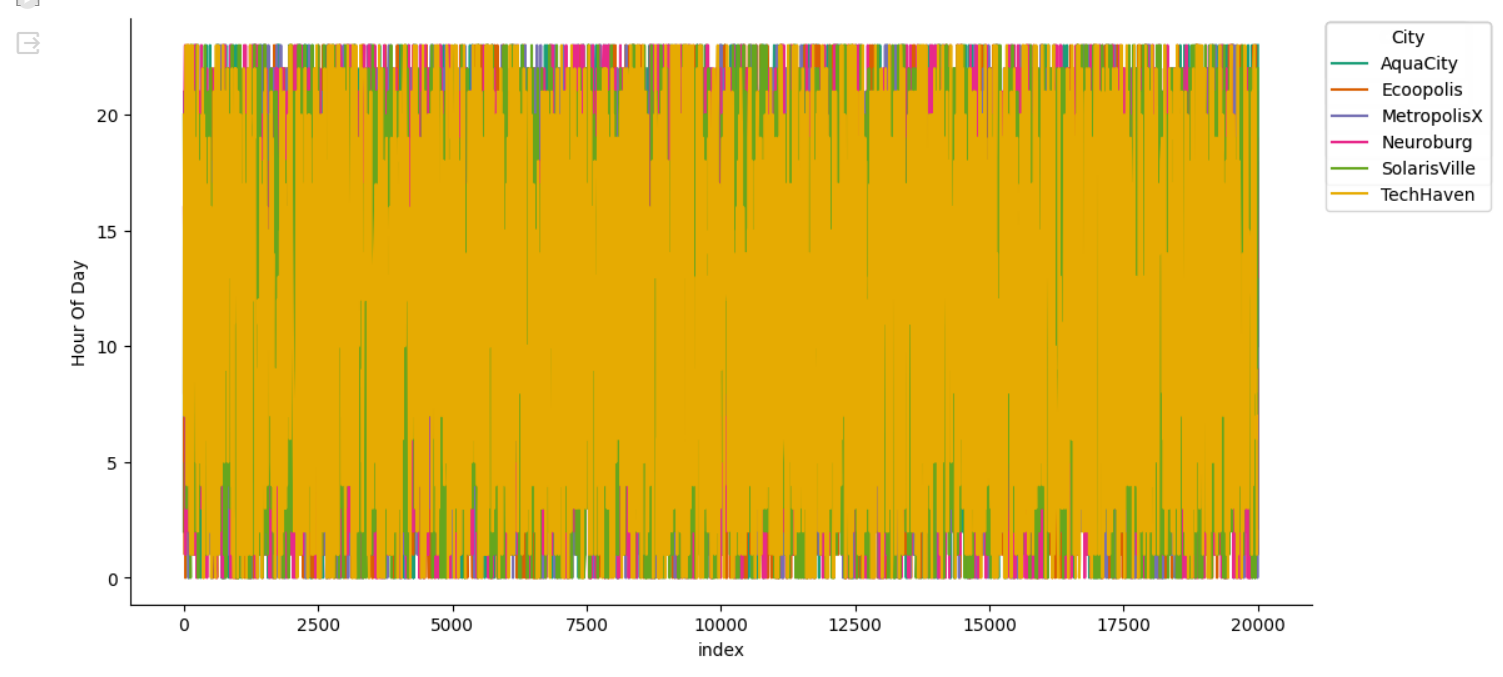 City
AquaCity
Ecoopolis
MetropolisX
Neuroburg
SolarisVille
TechHaven
Hour Of Day
20
15
10
5
0
0 2500 5000 7500 10000 12500 15000 17500 20000
index